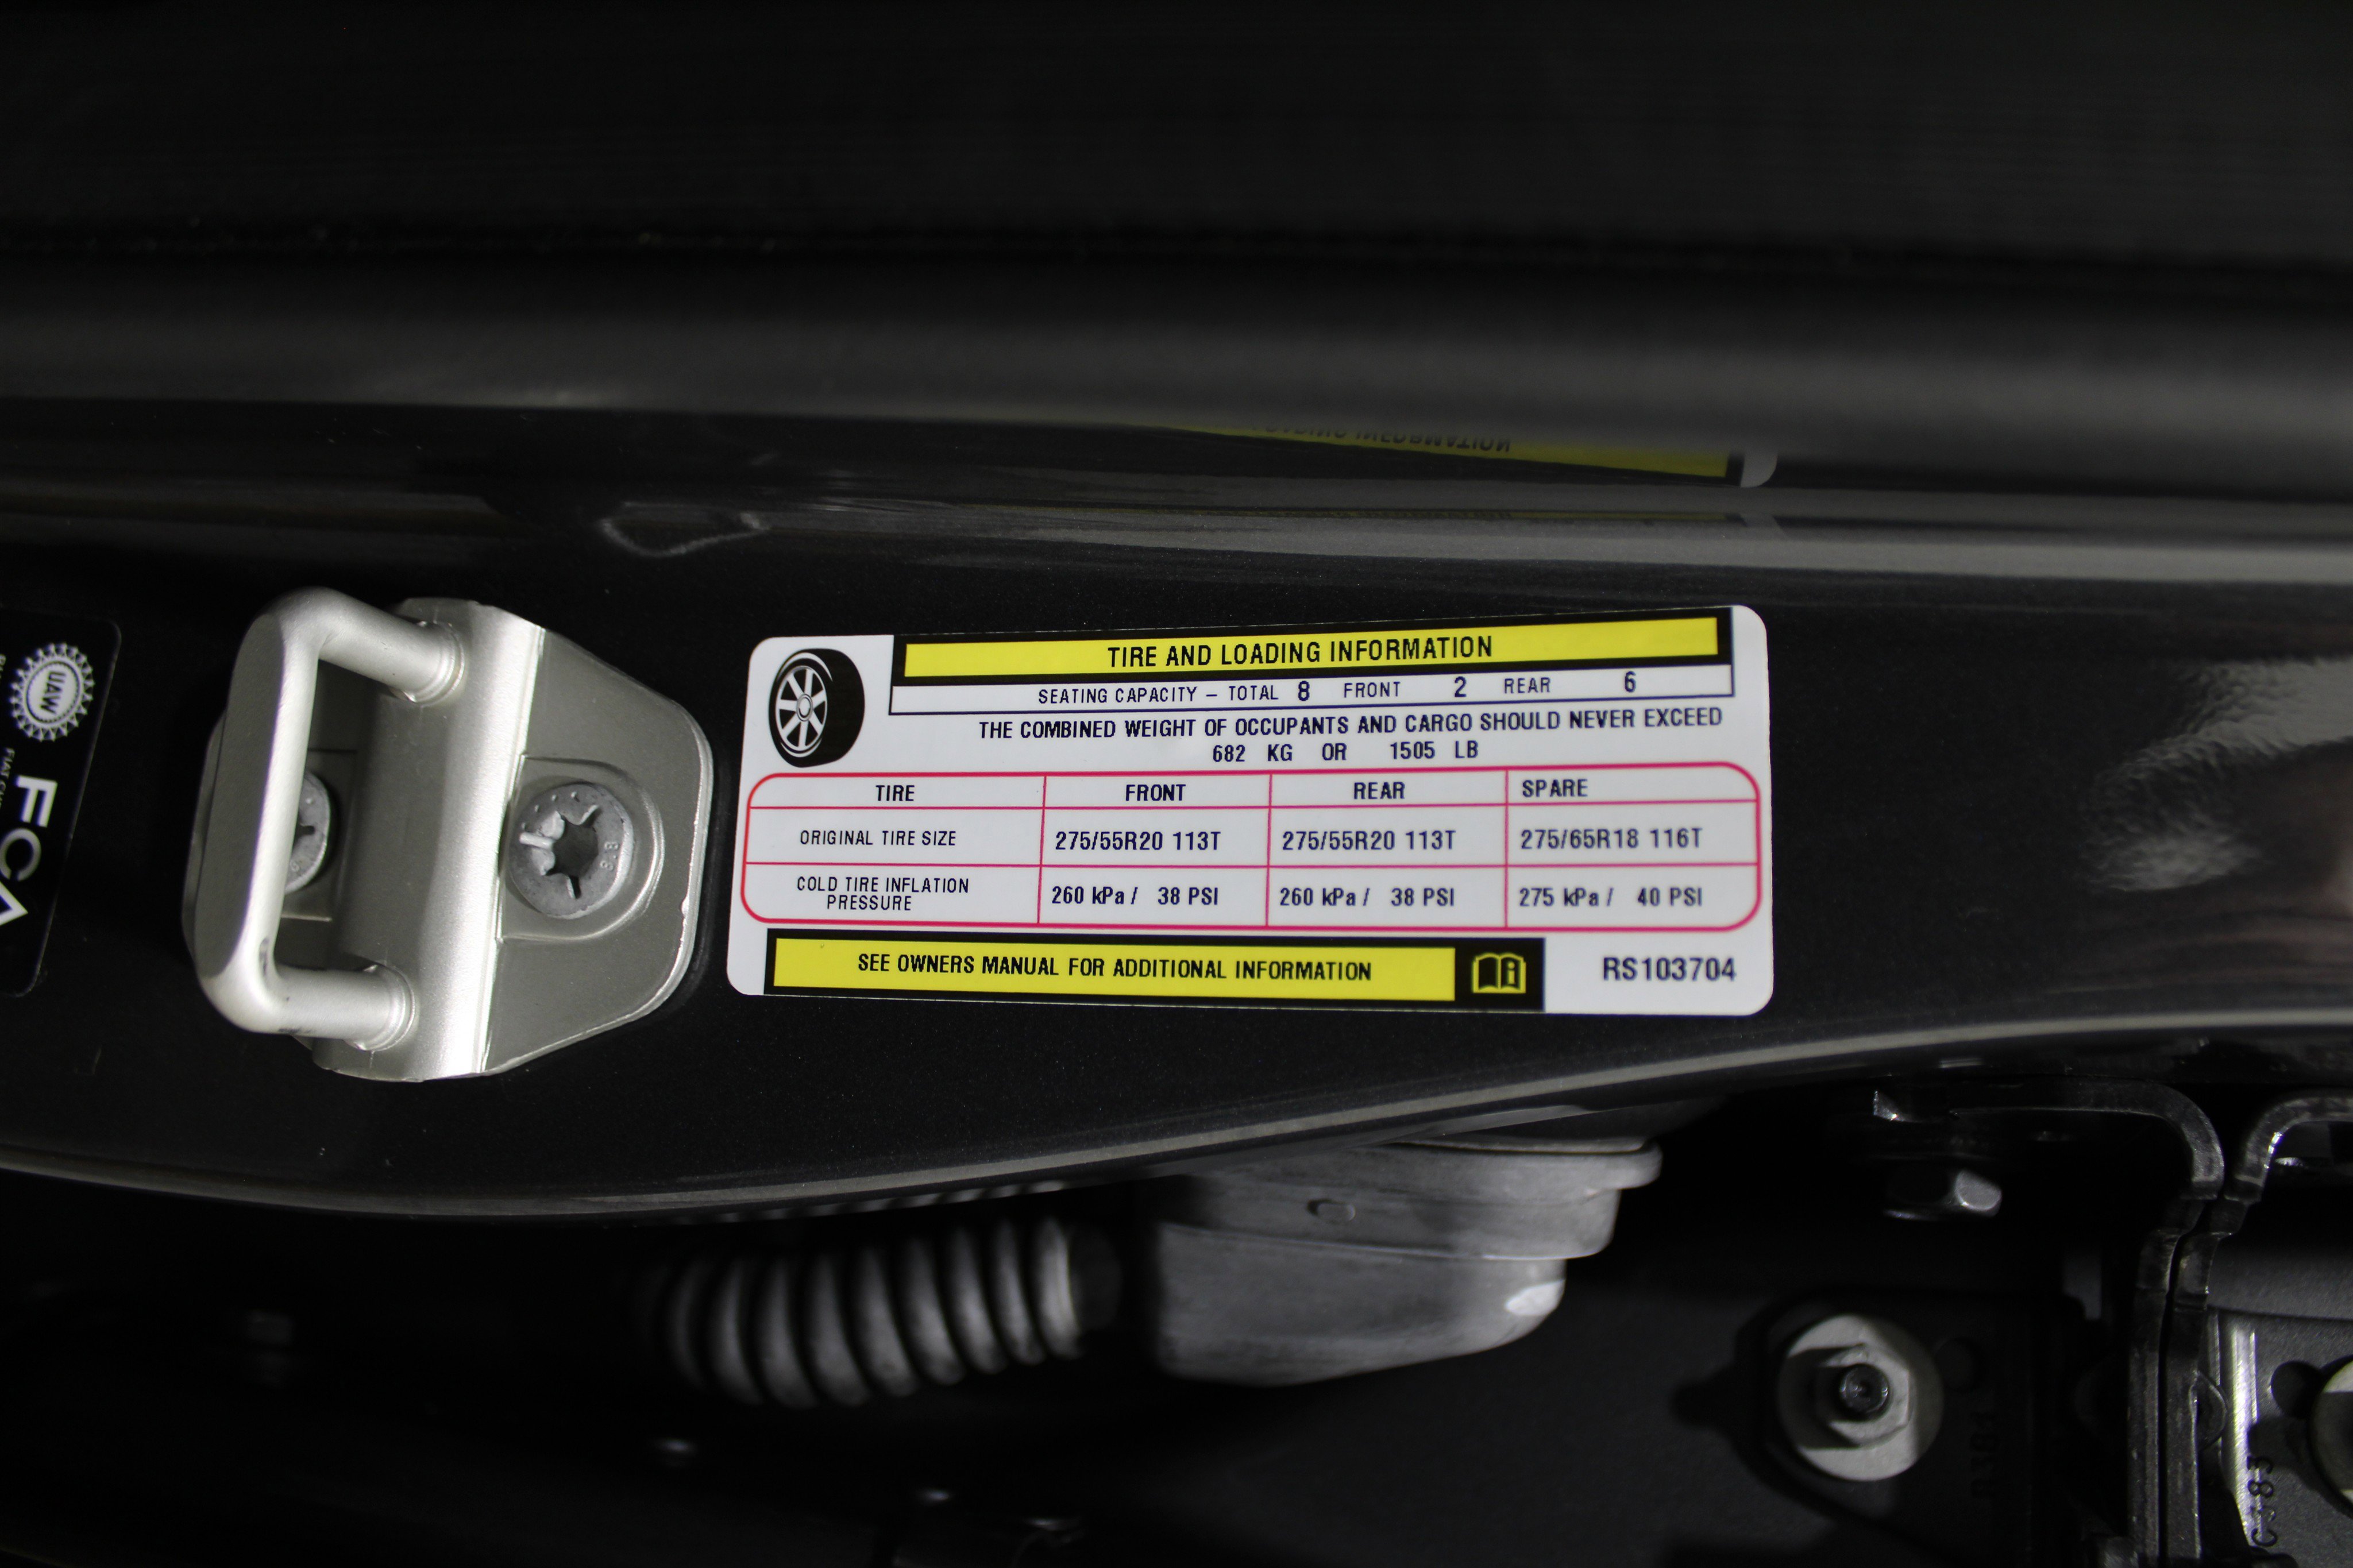 TIRE AND LOADING INFORMATION
SEATING CAPACITY – TOTAL 8 FRONT 2 REAR 6
THE COMBINED WEIGHT OF OCCUPANTS AND CARGO SHOULD NEVER EXCEED
682 KG OR 1505 LB
TIRE FRONT REAR SPARE
ORIGINAL TIRE SIZE 275/55R20 113T 275/55R20 113T 275/65R18 116T
COLD TIRE INFLATION
PRESSURE 260 kPa / 38 PSI 260 kPa / 38 PSI 275 kPa / 40 PSI
SEE OWNERS MANUAL FOR ADDITIONAL INFORMATION
RS103704
UAW
FCA
FIAT
8.8